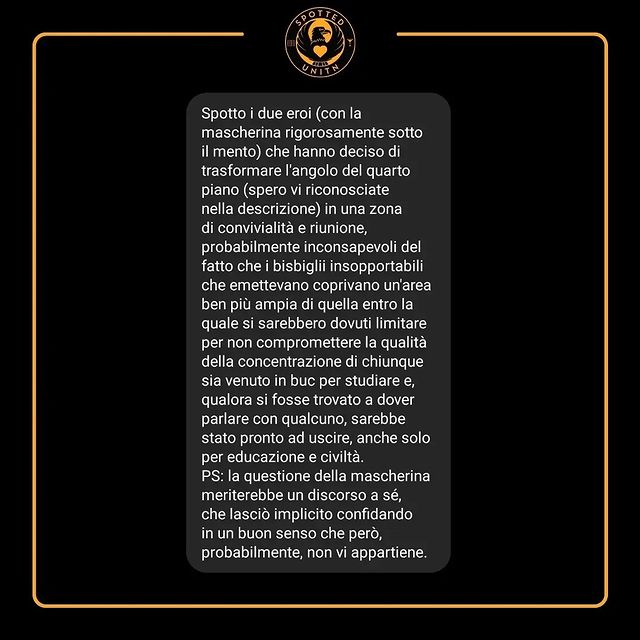 SPOTTED
UNITN
Spotto i due eroi (con la
mascherina rigorosamente sotto
il mento) che hanno deciso di
trasformare l'angolo del quarto
piano (spero vi riconosciate
nella descrizione) in una zona
di convivialità e riunione,
probabilmente inconsapevoli del
fatto che i bisbiglii insopportabili
che emettevano coprivano un'area
ben più ampia di quella entro la
quale si sarebbero dovuti limitare
per non compromettere la qualità
della concentrazione di chiunque
sia venuto in buc per studiare e,
qualora si fosse trovato a dover
parlare con qualcuno, sarebbe
stato pronto ad uscire, anche solo
per educazione e civiltà.
PS: la questione della mascherina
meriterebbe un discorso a sé,
che lasciò implicito confidando
in un buon senso che però,
probabilmente, non vi appartiene.